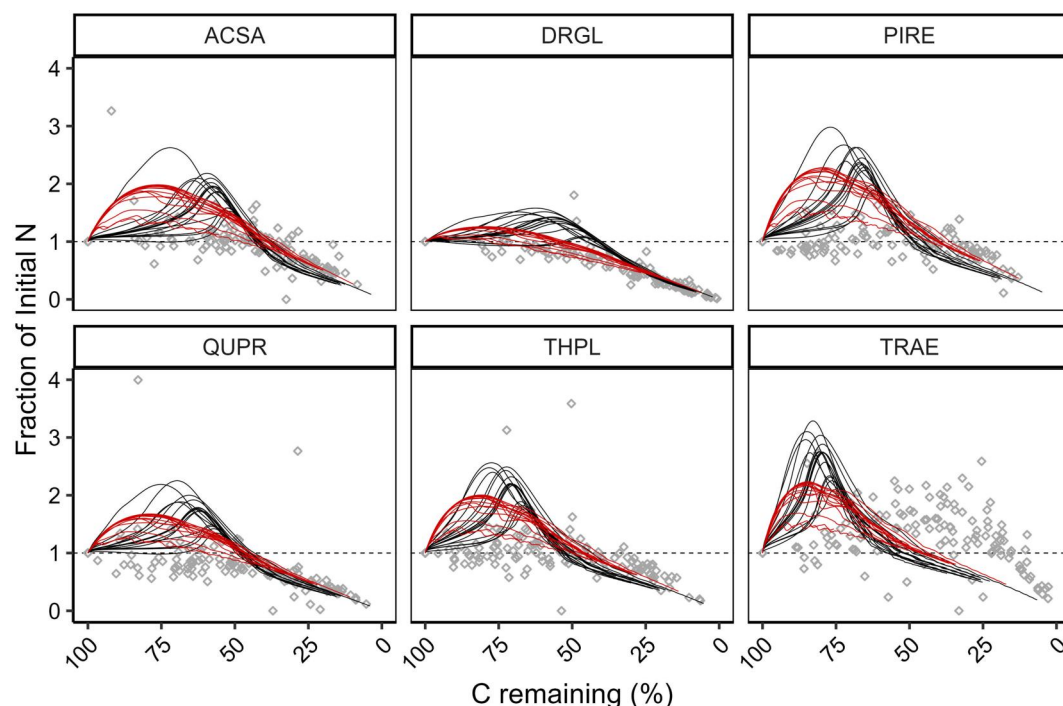 ACSA DRGL PIRE
4
3
2
1
0
QUPR THPL TRAE
4
3
2
1
0
Fraction of Initial N
100 75 50 25 0 100 75 50 25 0 100 75 50 25 0
C remaining (%)